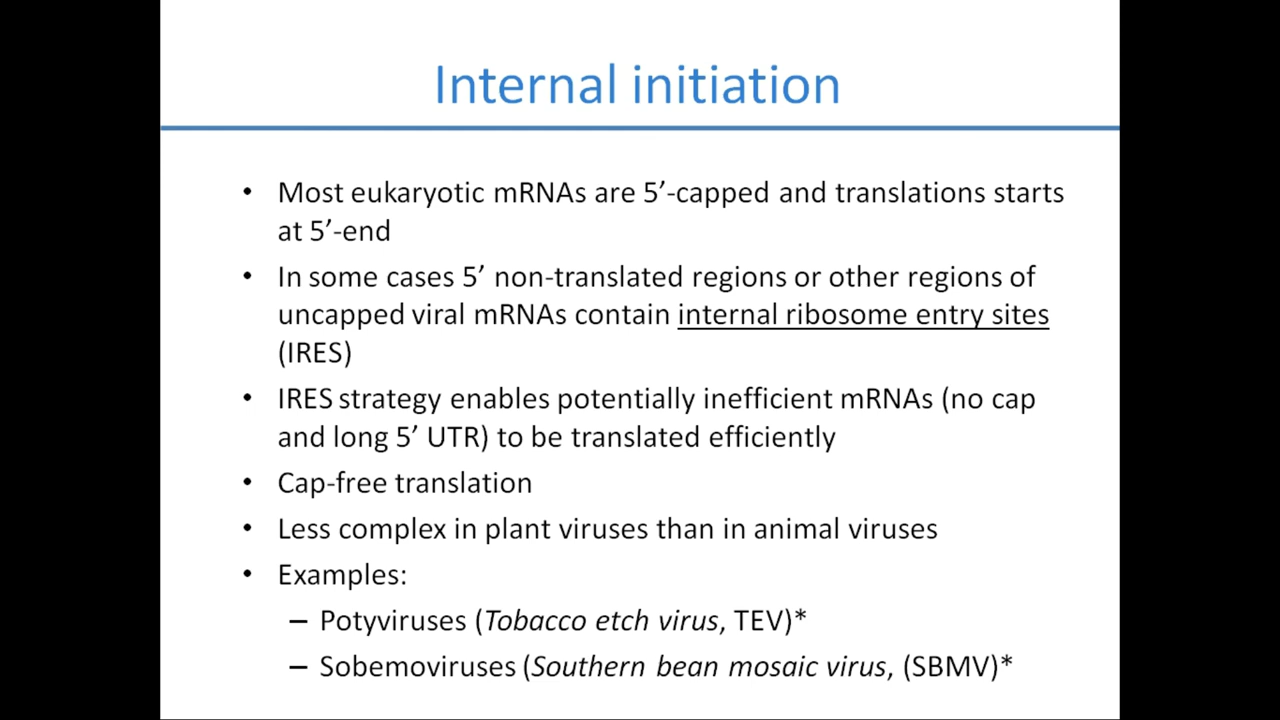 Internal initiation
• Most eukaryotic mRNAs are 5’-capped and translations starts
at 5’-end
• In some cases 5’ non-translated regions or other regions of
uncapped viral mRNAs contain internal ribosome entry sites
(IRES)
• IRES strategy enables potentially inefficient mRNAs (no cap
and long 5’ UTR) to be translated efficiently
• Cap-free translation
• Less complex in plant viruses than in animal viruses
• Examples:
– Potyviruses (Tobacco etch virus, TEV)*
– Sobemoviruses (Southern bean mosaic virus, (SBMV)*